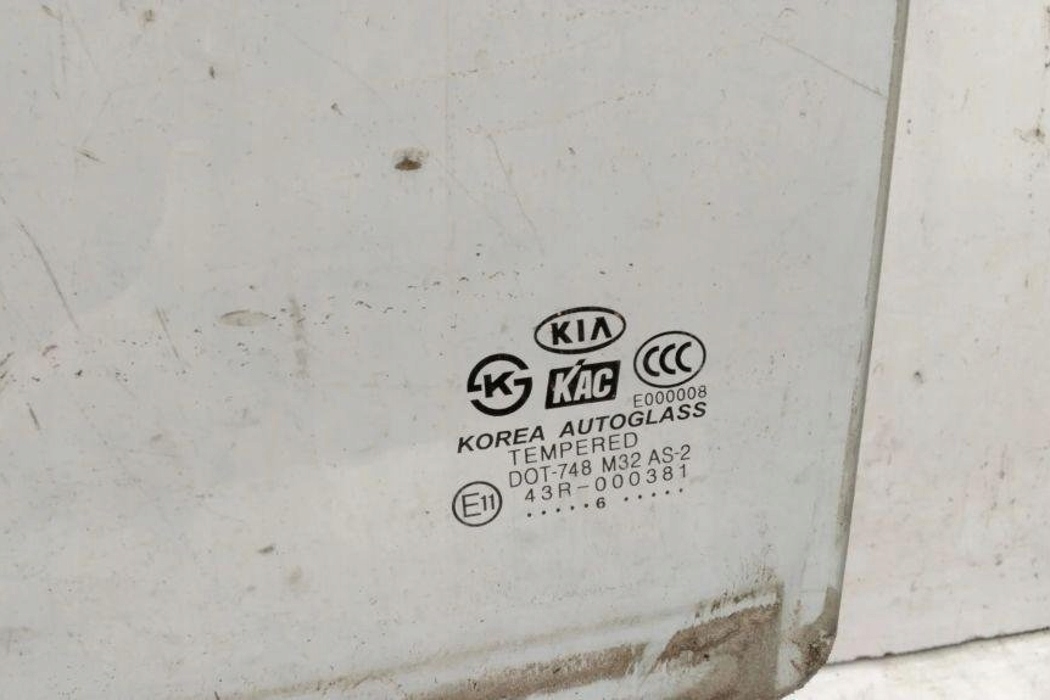 KIA
K
KAC
CCC
E000008
KOREA AUTOGLASS
TEMPERED
DOT-748 M32 AS-2
43R-000381
E11
.....6 .....